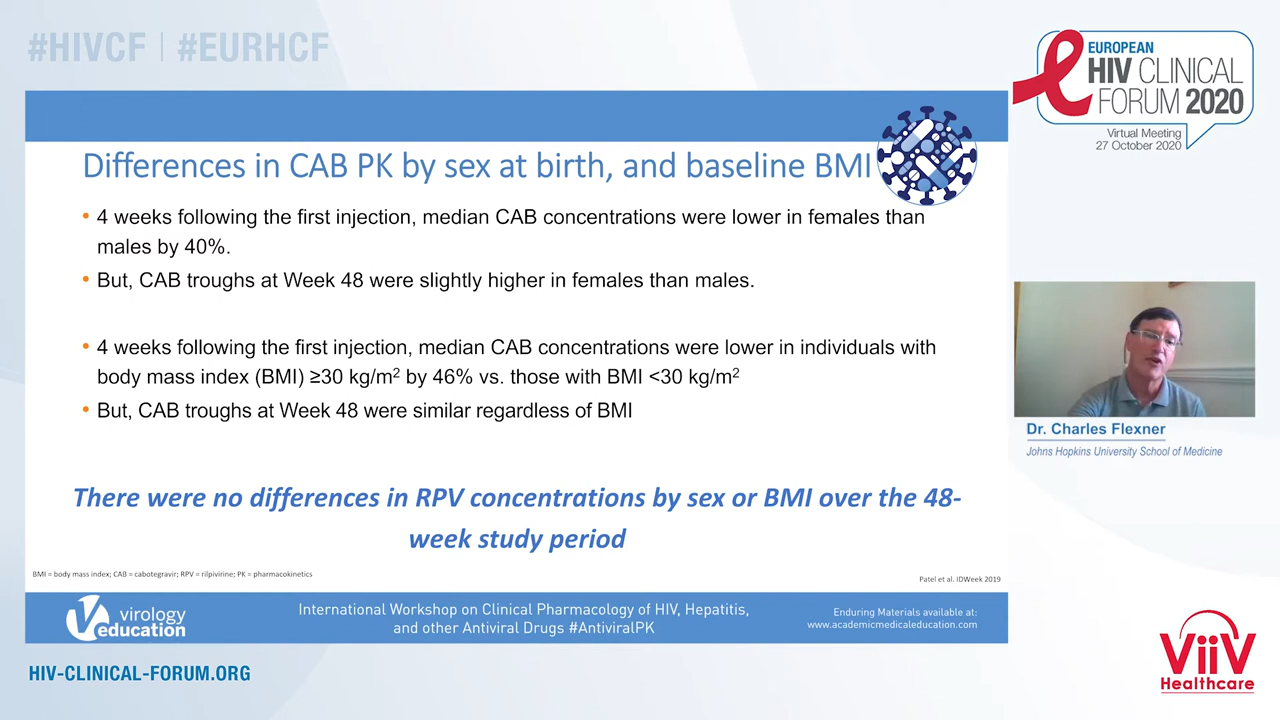 #HIVCF | #EURHCF
EUROPEAN
HIV CLINICAL
FORUM 2020
Virtual Meeting
27 October 2020
Differences in CAB PK by sex at birth, and baseline BMI
• 4 weeks following the first injection, median CAB concentrations were lower in females than
males by 40%.
• But, CAB troughs at Week 48 were slightly higher in females than males.
• 4 weeks following the first injection, median CAB concentrations were lower in individuals with
body mass index (BMI) ≥30 kg/m² by 46% vs. those with BMI <30 kg/m²
• But, CAB troughs at Week 48 were similar regardless of BMI
There were no differences in RPV concentrations by sex or BMI over the 48-
week study period
BMI = body mass index; CAB = cabotegravir; RPV = rilpivirine; PK = pharmacokinetics
Patel et al. IDWeek 2019
virology
education
International Workshop on Clinical Pharmacology of HIV, Hepatitis,
and other Antiviral Drugs #AntiviralPK
Enduring Materials available at:
www.academicmedicaleducation.com
Dr. Charles Flexner
Johns Hopkins University School of Medicine
HIV-CLINICAL-FORUM.ORG
ViiV
Healthcare